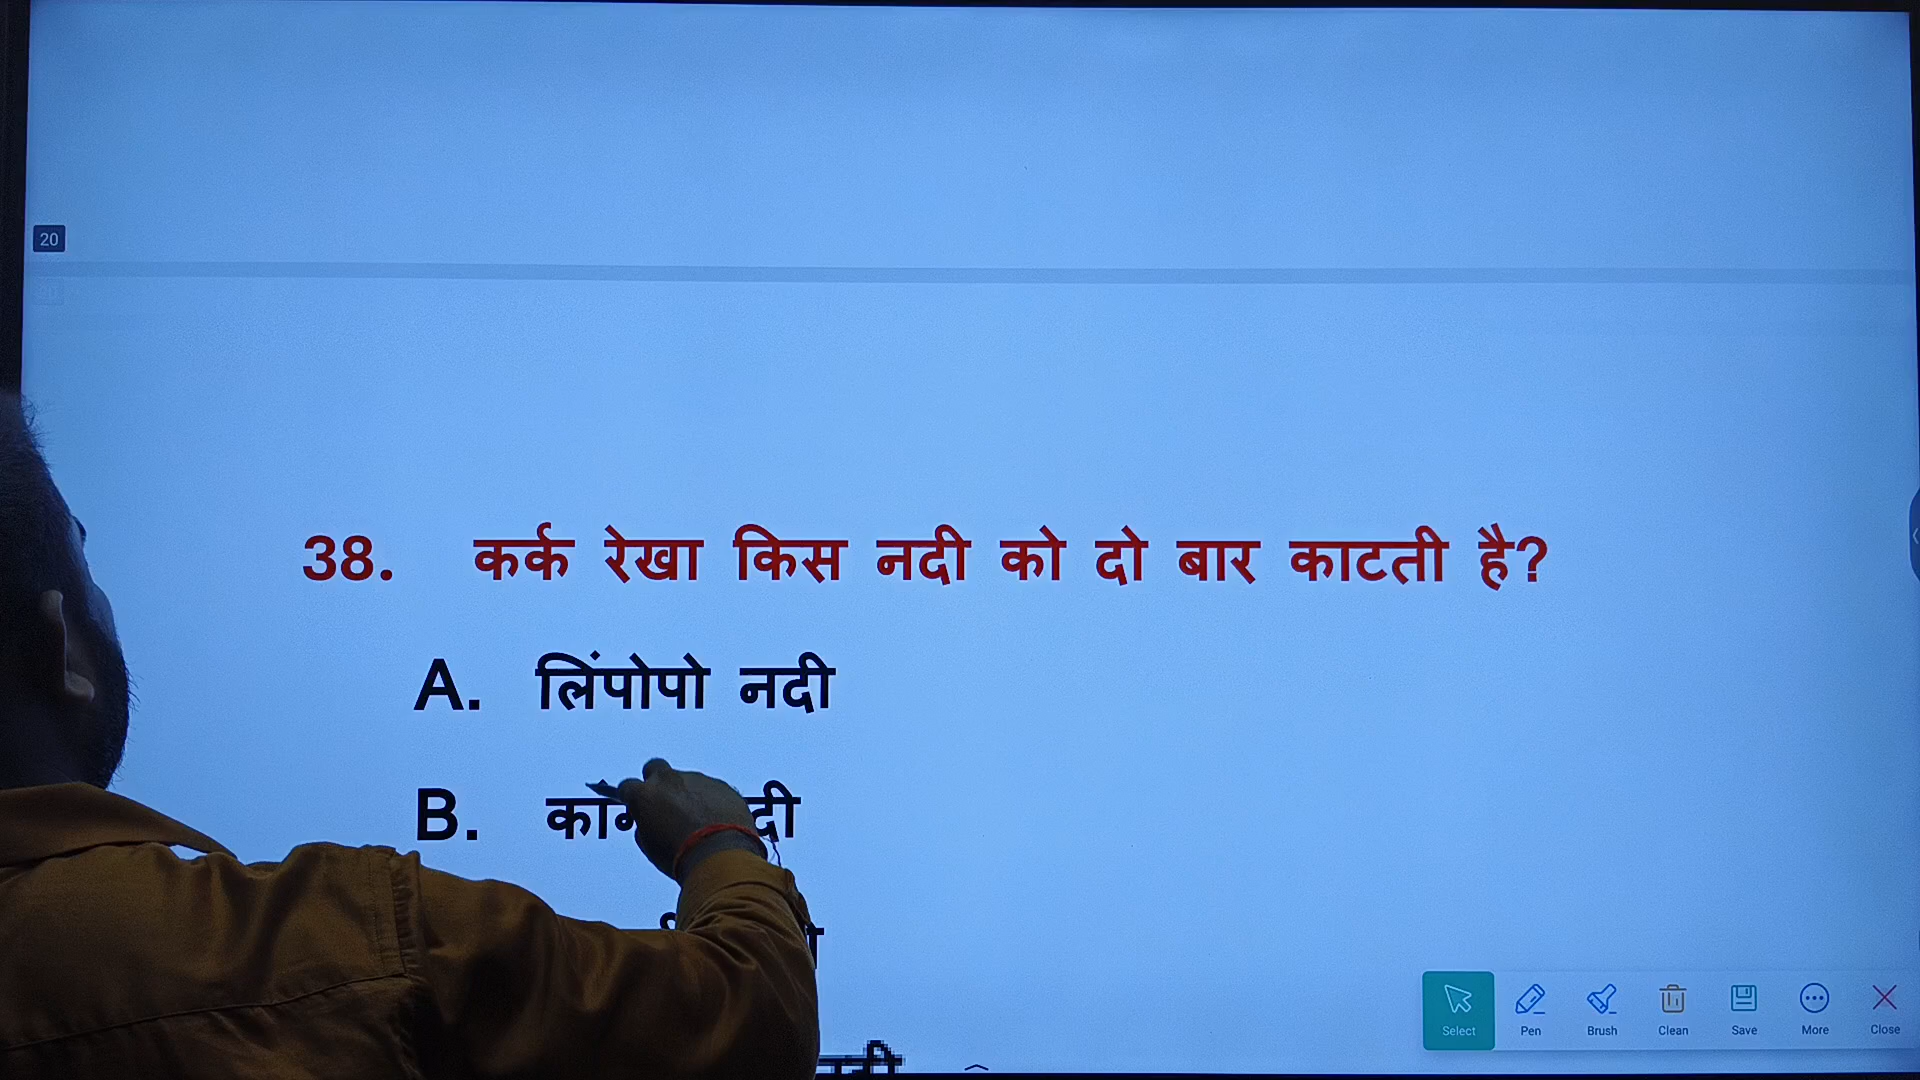 20
38. कर्क रेखा किस नदी को दो बार काटती है?
A. लिंपोपो नदी
B.
Select Pen Brush Clean Save More Close